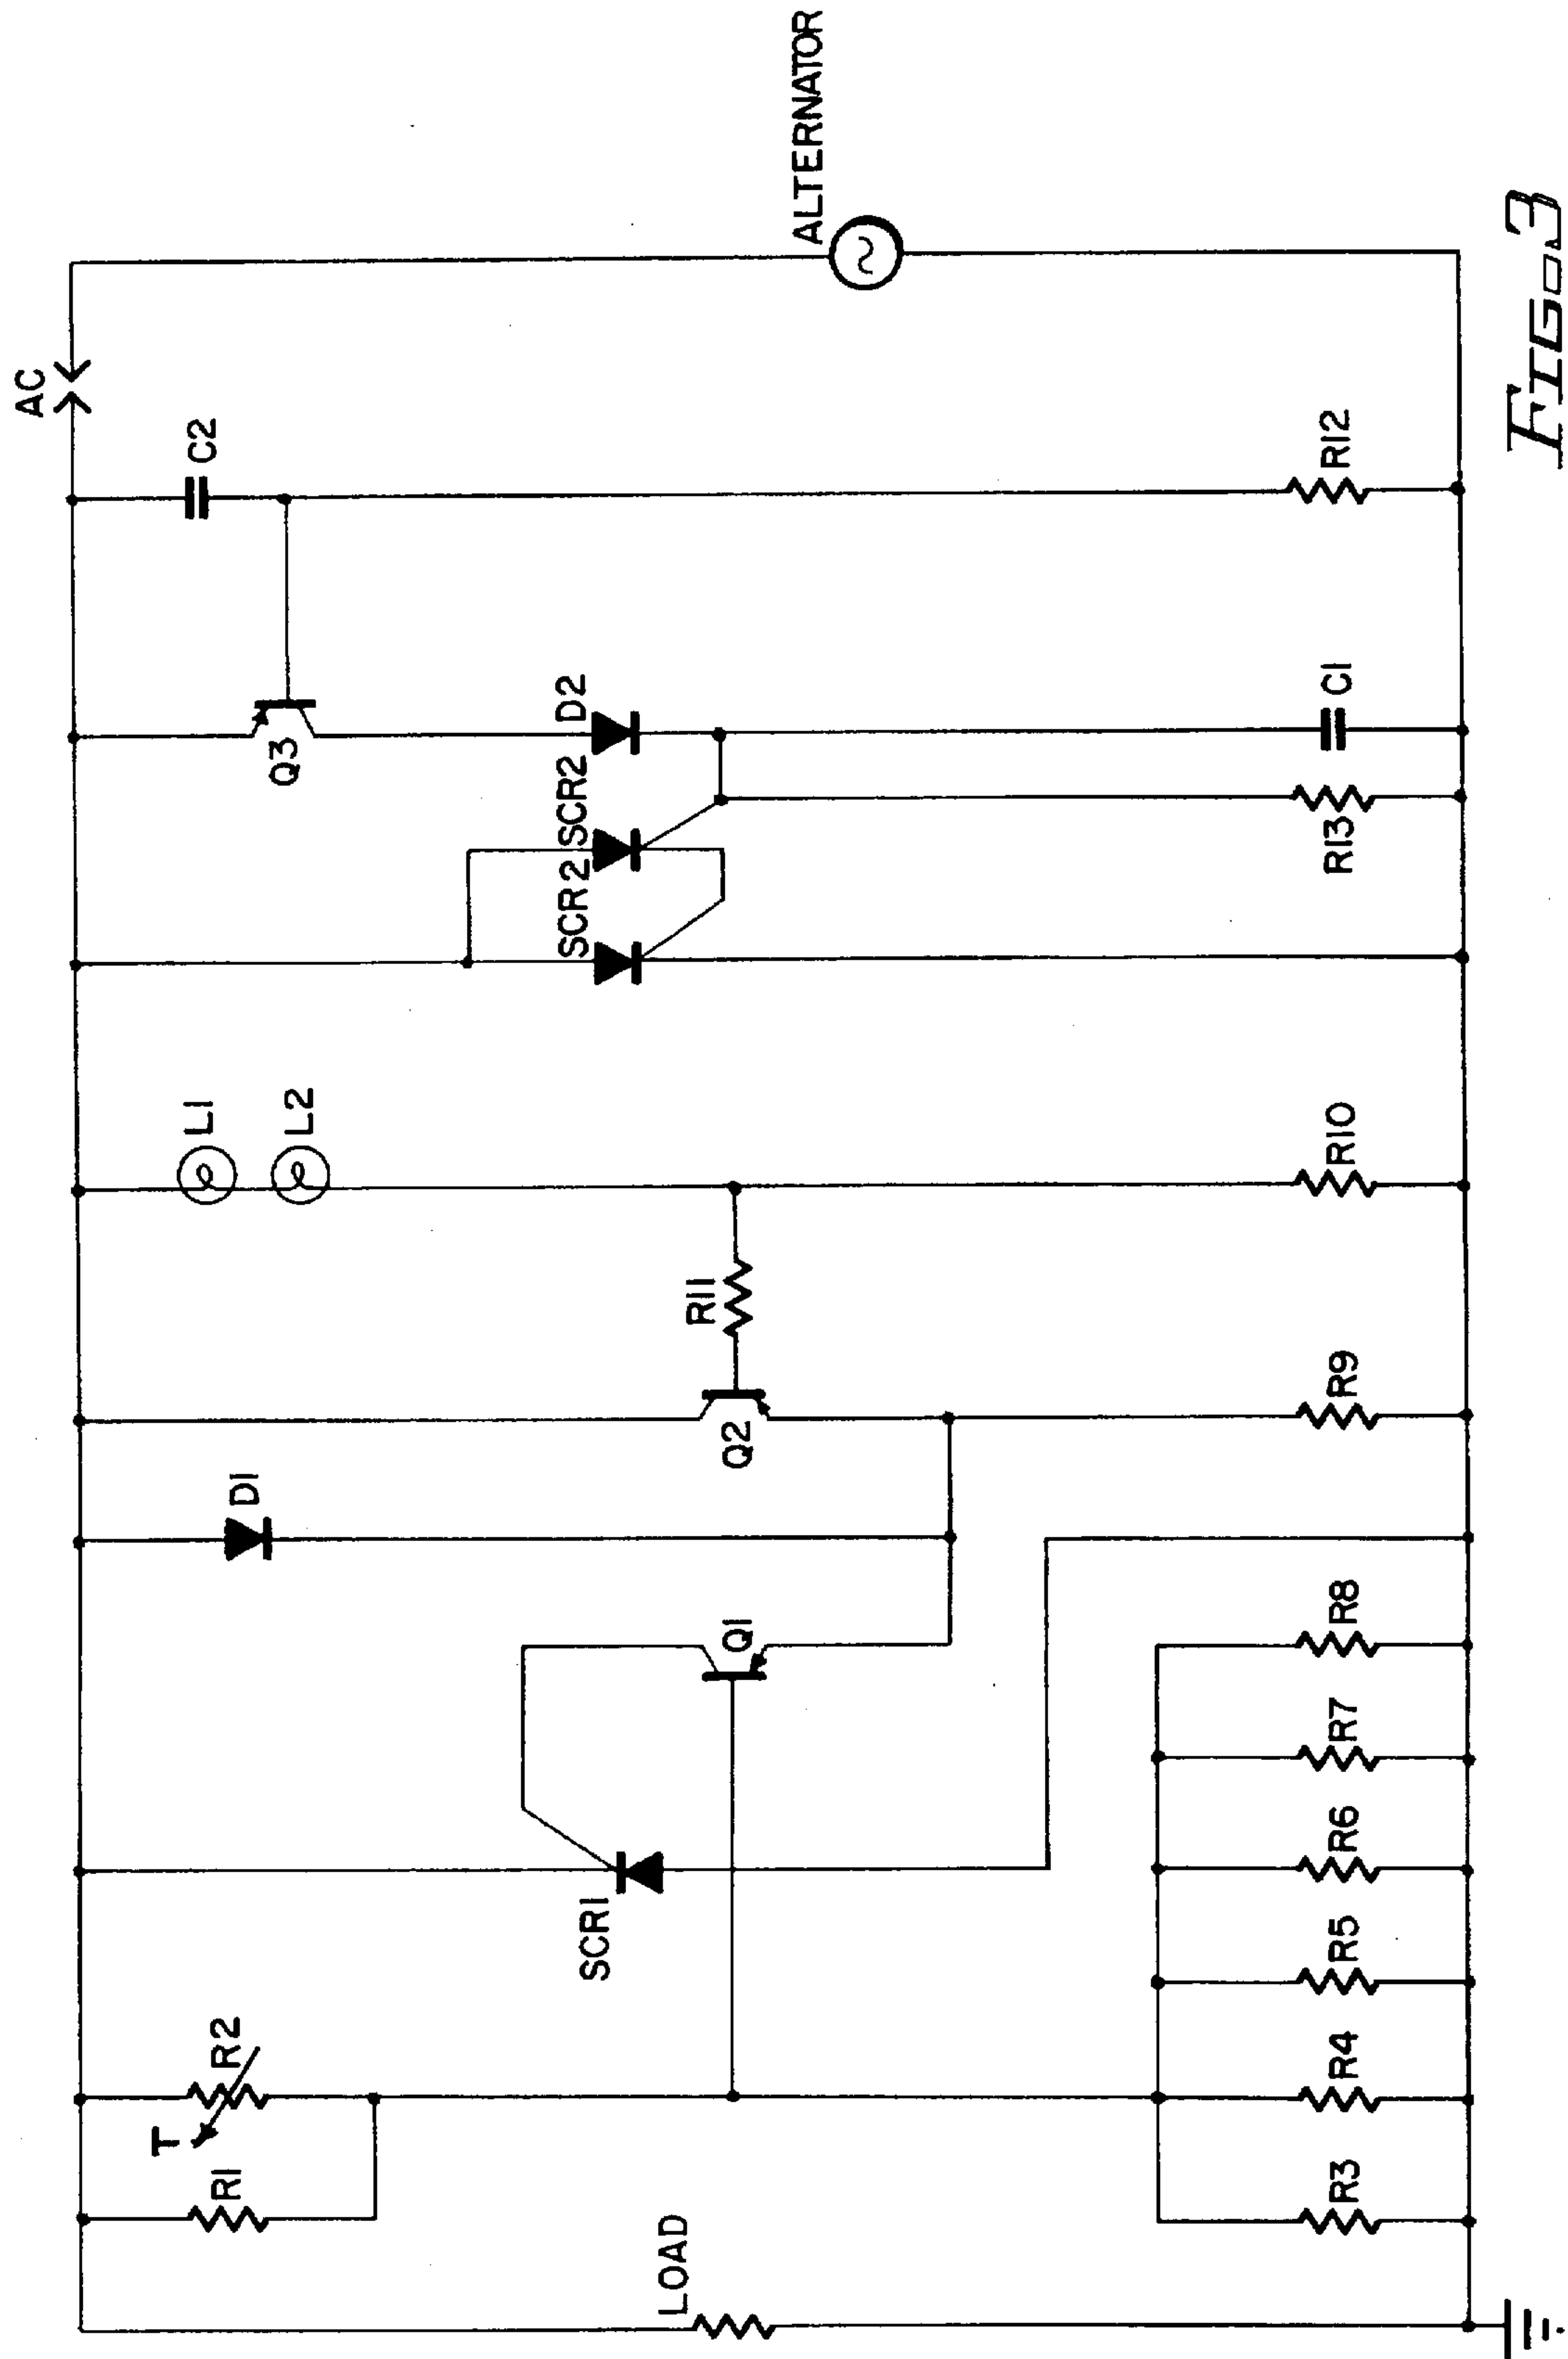 AC
ALTERNATOR
C2
R12
Q3
D2
C1
SCR2
SCR2
R13
L1
L2
R10
R11
Q2
R9
D1
Q1
SCR1
R8
R7
R6
R5
R4
R3
T
R2
R1
LOAD
FIG-3